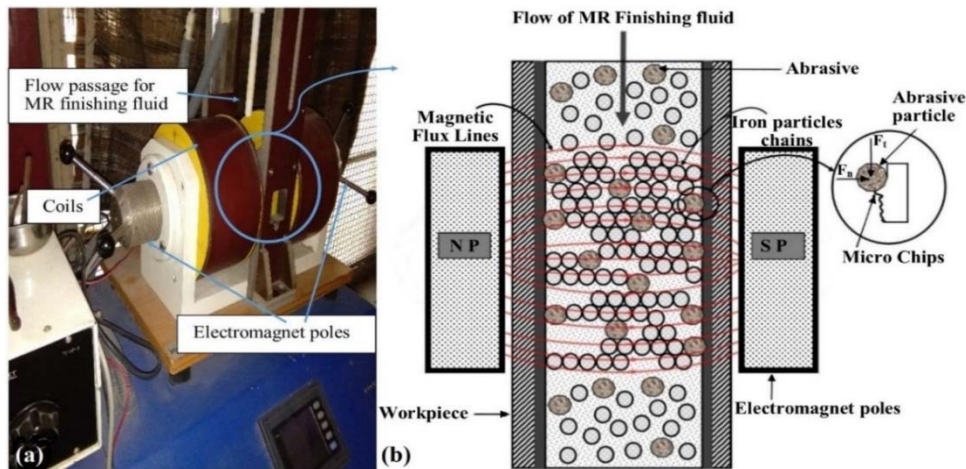 Flow passage for
MR finishing fluid
Coils
Electromagnet poles
(a)
(b)
Flow of MR Finishing fluid
Abrasive
Magnetic
Flux Lines
Iron particles
chains
Abrasive
particle
Ft
Fn
Micro Chips
N P
S P
Workpiece
Electromagnet poles